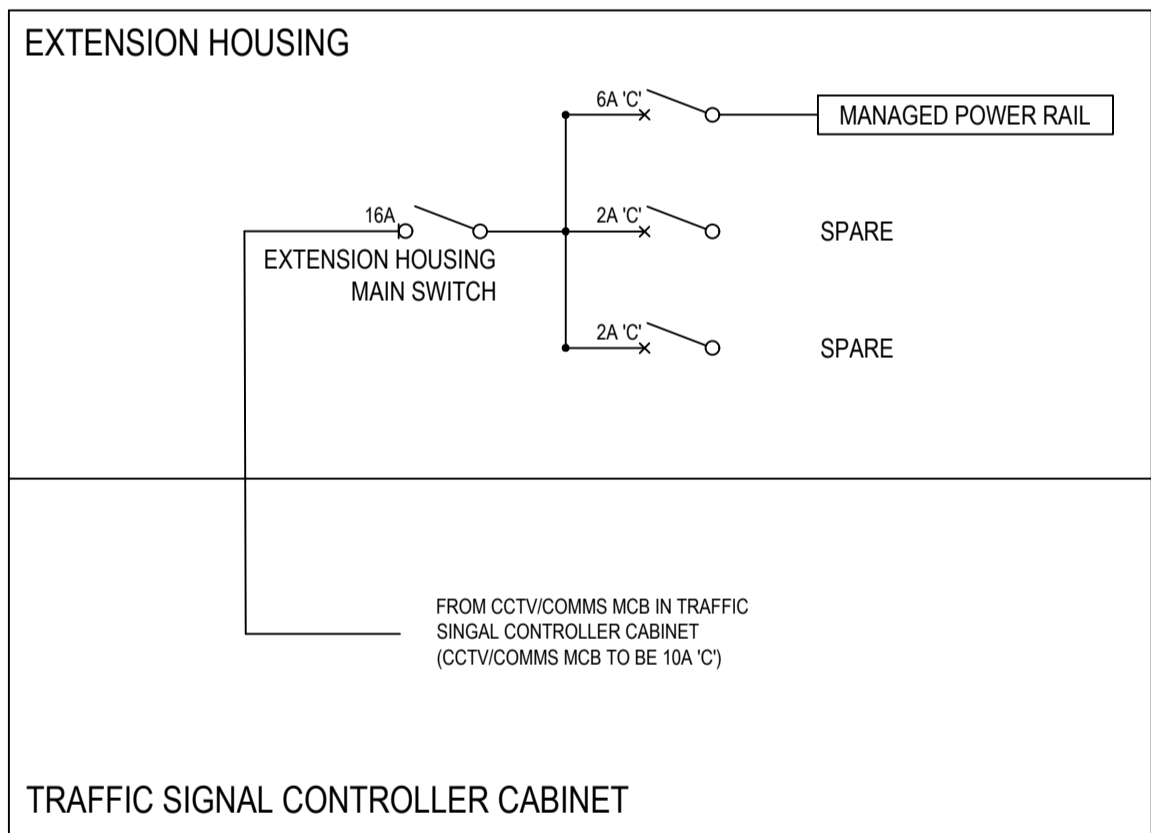 EXTENSION HOUSING
6A 'C'
MANAGED POWER RAIL
16A
2A 'C'
SPARE
EXTENSION HOUSING
MAIN SWITCH
2A 'C'
SPARE
FROM CCTV/COMMS MCB IN TRAFFIC
SINGAL CONTROLLER CABINET
(CCTV/COMMS MCB TO BE 10A 'C')
TRAFFIC SIGNAL CONTROLLER CABINET